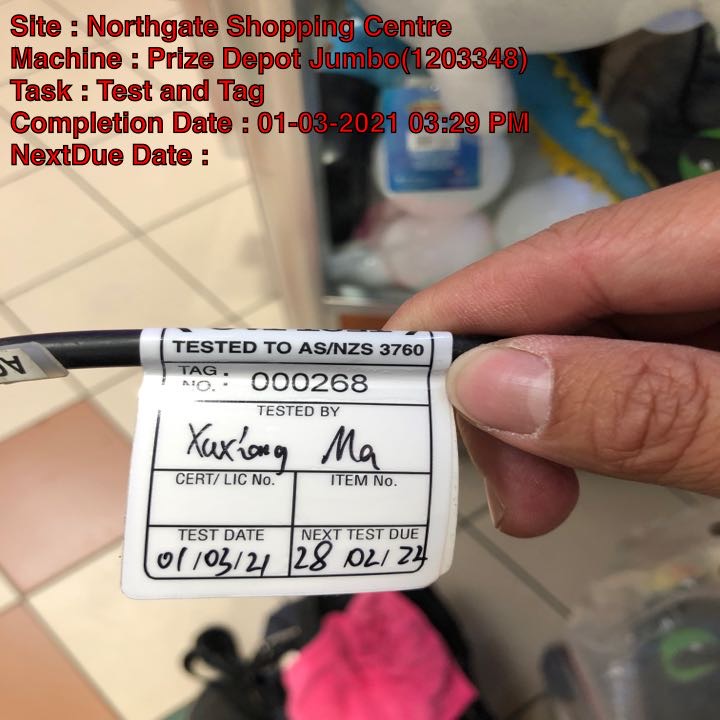 Site : Northgate Shopping Centre
Machine : Prize Depot Jumbo(1203348)
Task : Test and Tag
Completion Date : 01-03-2021 03:29 PM
NextDue Date :
TESTED TO AS/NZS 3760
TAG NO. : 000268
TESTED BY
Xuxiang Ma
CERT/ LIC No. ITEM No.
TEST DATE NEXT TEST DUE
01/03/21 28/02/22